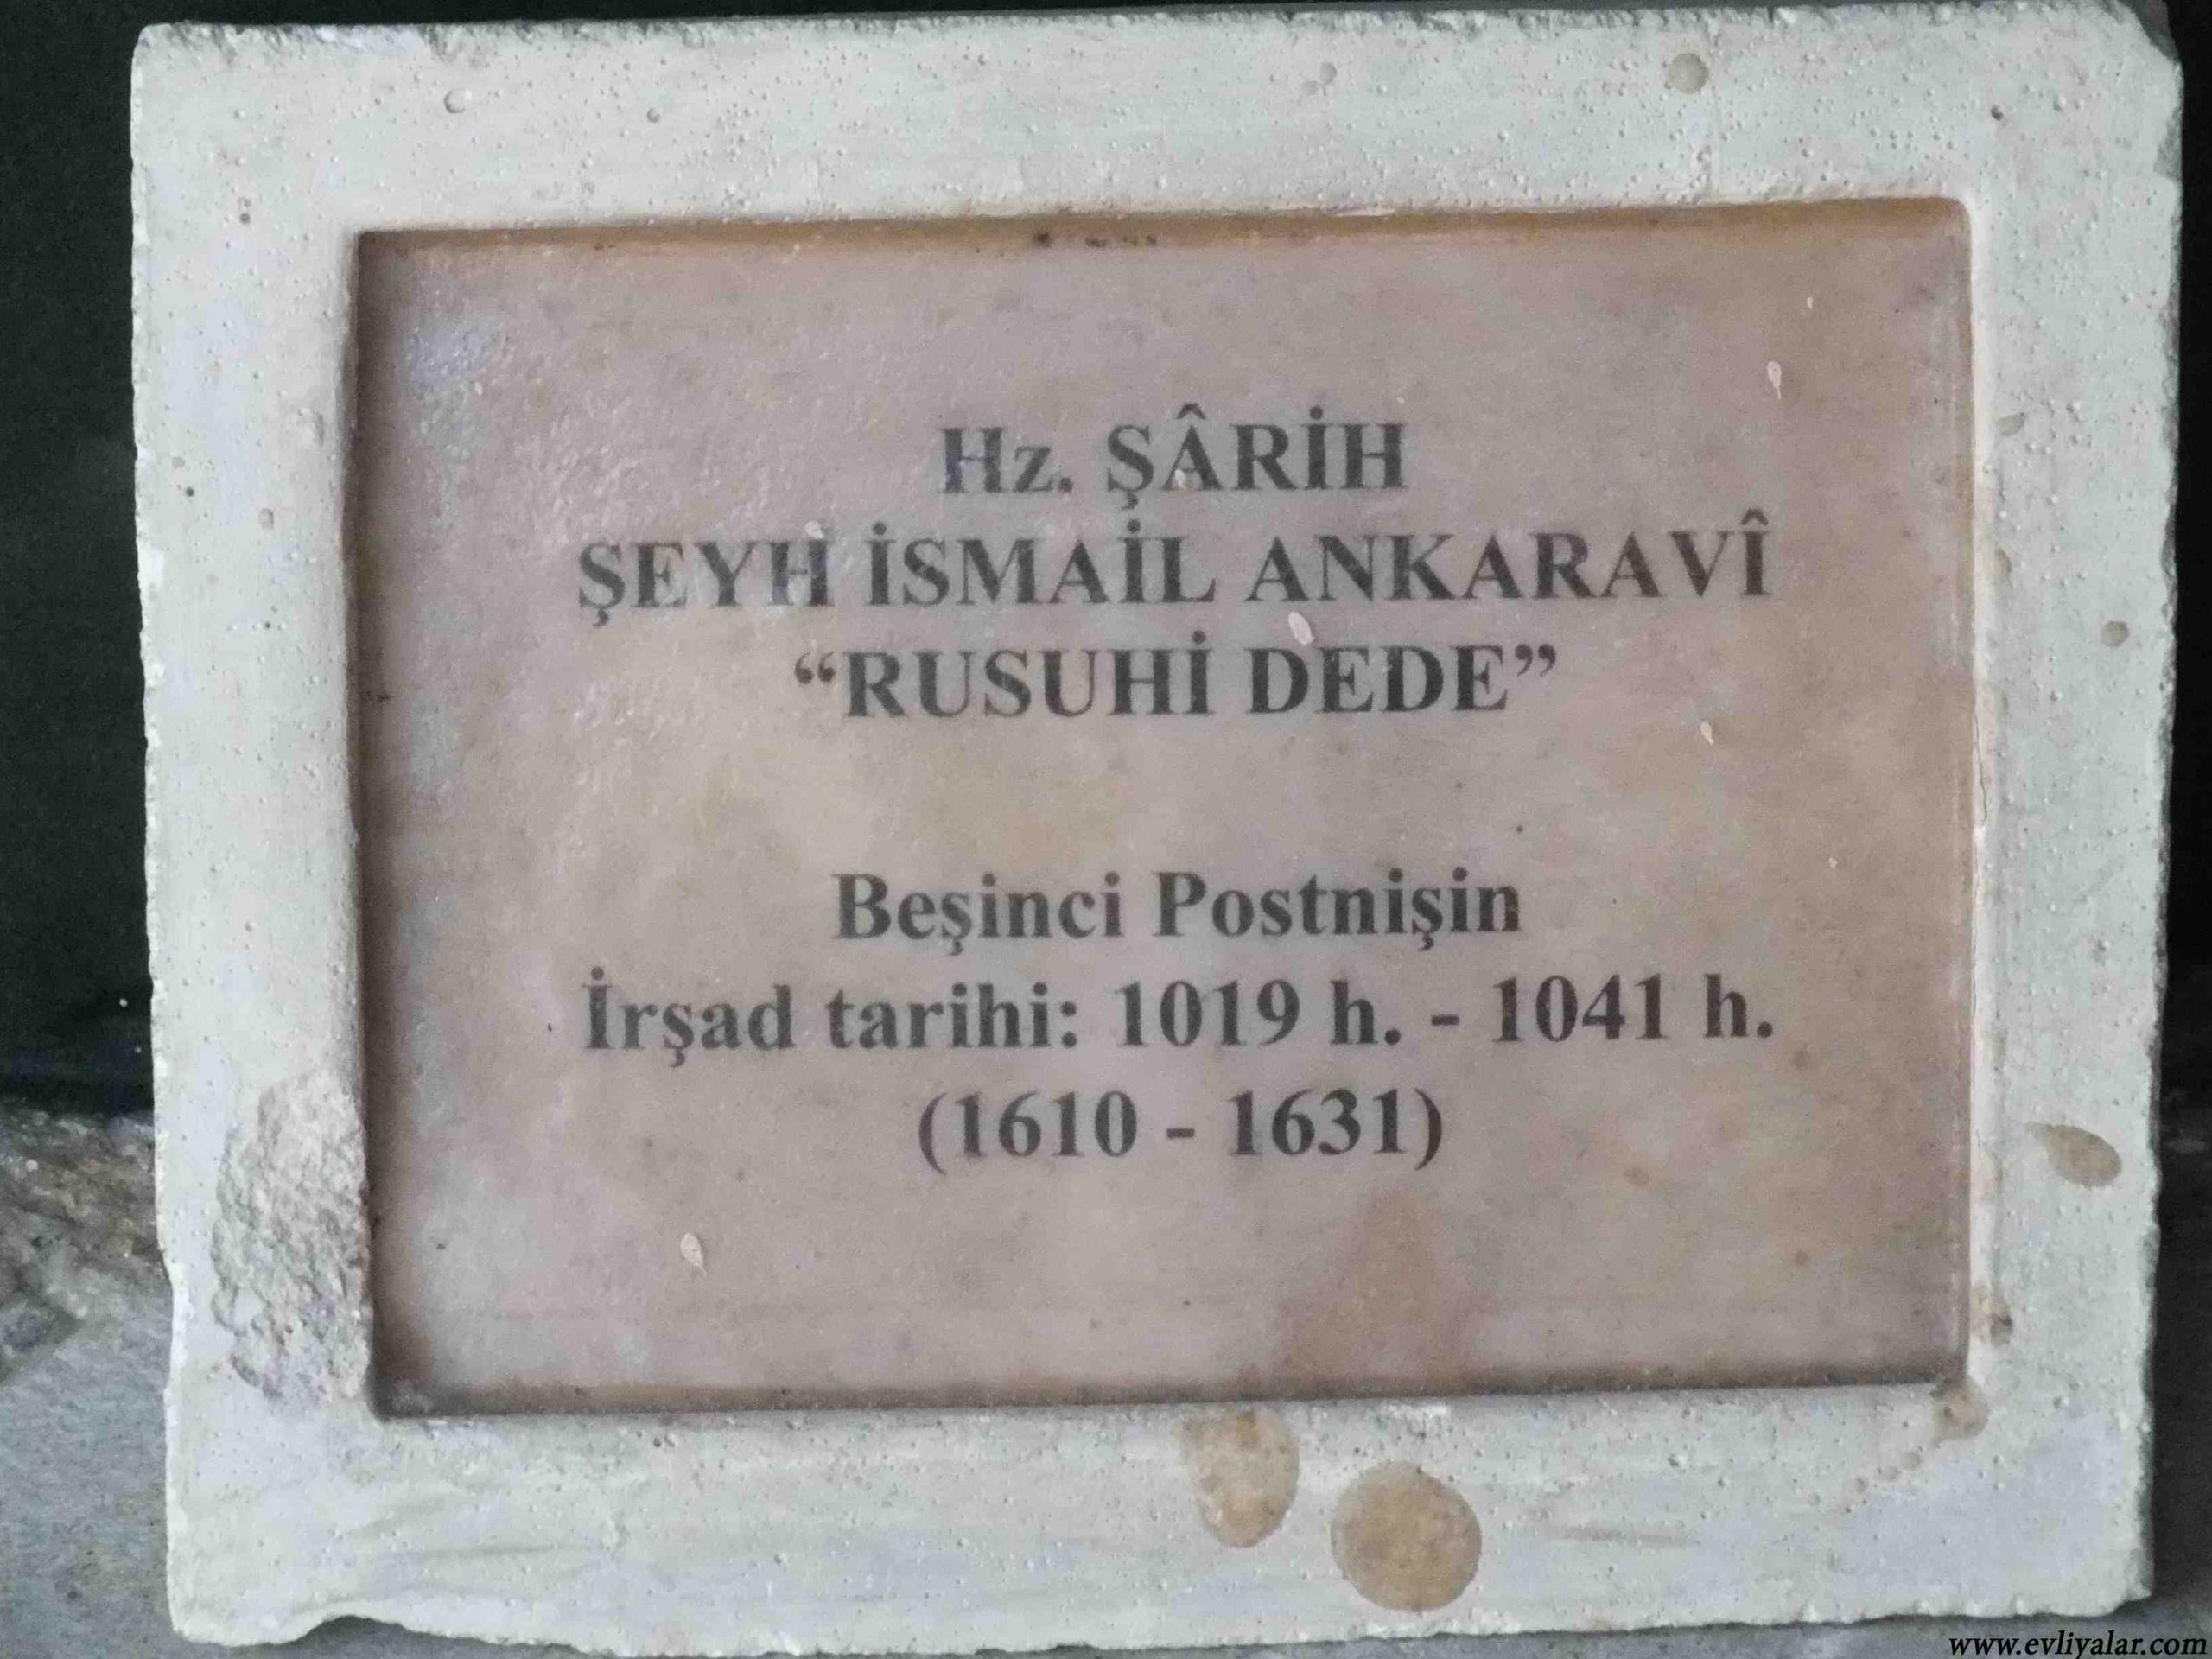 Hz. ŞÂRİH
ŞEYH İSMAİL ANKARAVÎ
“RUSUHİ DEDE”
Beşinci Postnişin
İrşad tarihi: 1019 h. - 1041 h.
(1610 - 1631)
www.evliyalar.com